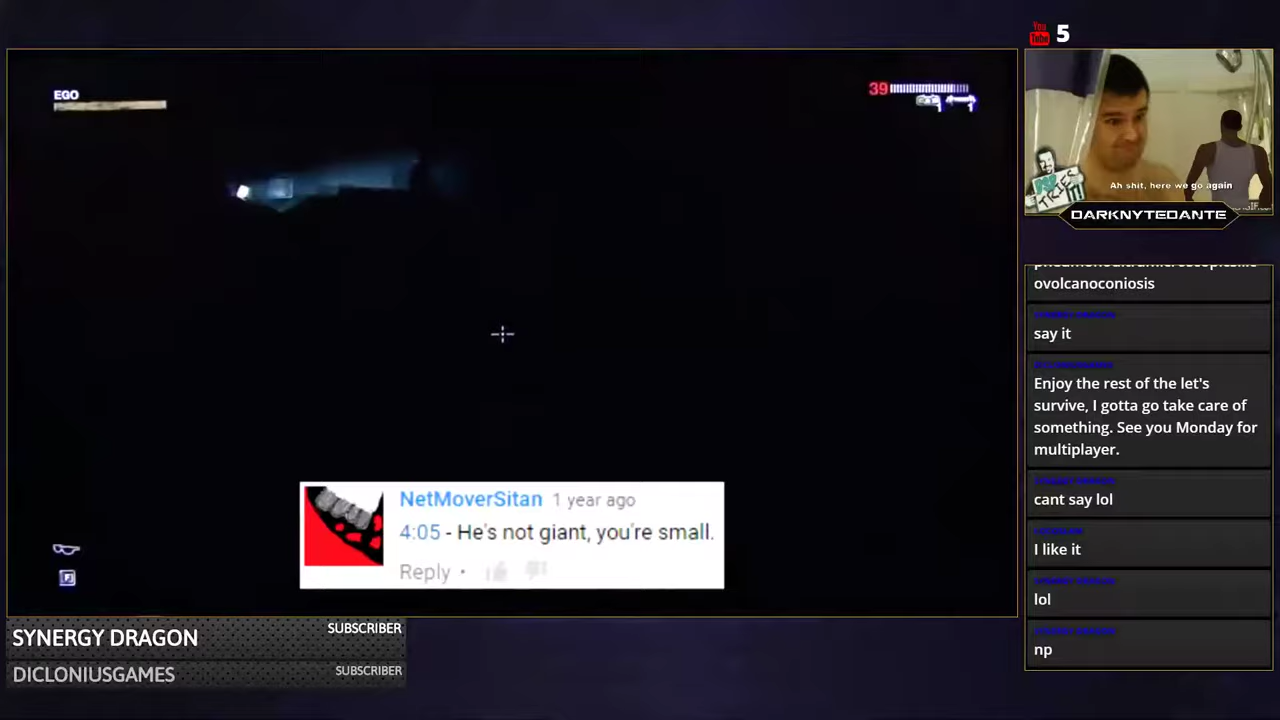 You
Tube
5
EGO
39
Ah shit, here we go again
DARKNYTEDANTE
ovolcanoconiosis
say it
Enjoy the rest of the let's
survive, I gotta go take care of
something. See you Monday for
multiplayer.
cant say lol
I like it
lol
np
NetMoverSitan 1 year ago
4:05 - He's not giant, you're small.
Reply •
SYNERGY DRAGON SUBSCRIBER
DICLONIUSGAMES SUBSCRIBER